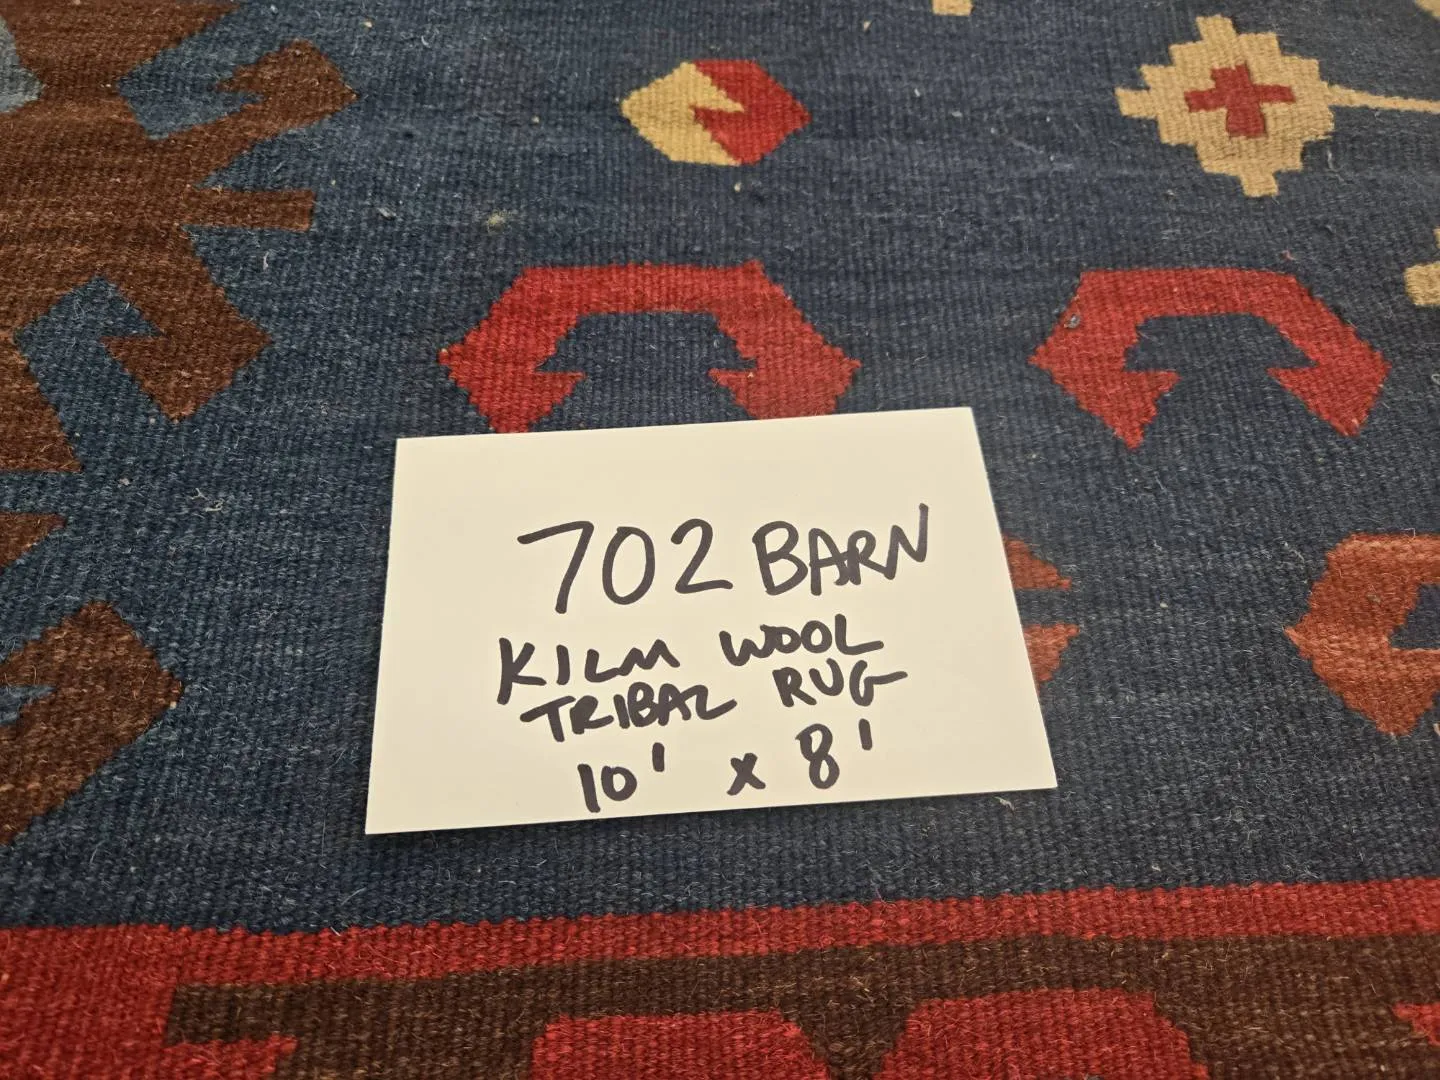 702 BARN
KILM WOOL
TRIBAL RUG
10' x 8'